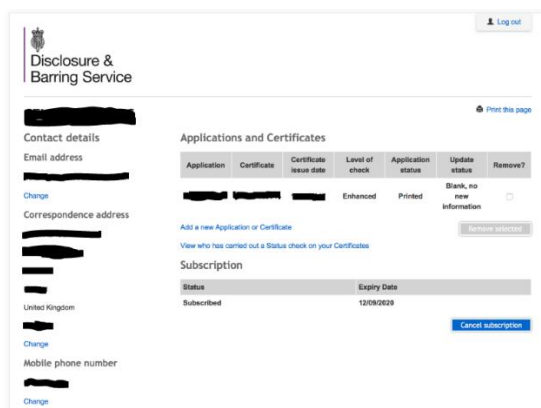 Log out
Disclosure &
Barring Service
Print this page
Contact details
Email address
Change
Correspondence address
United Kingdom
Change
Mobile phone number
Change
Applications and Certificates
Application Certificate Certificate issue date Level of check Application status Update status Remove?
Enhanced Printed Blank, no new information
Add a new Application or Certificate
Remove selected
View who has carried out a Status check on your Certificates
Subscription
Status Expiry Date
Subscribed 12/09/2020
Cancel subscription